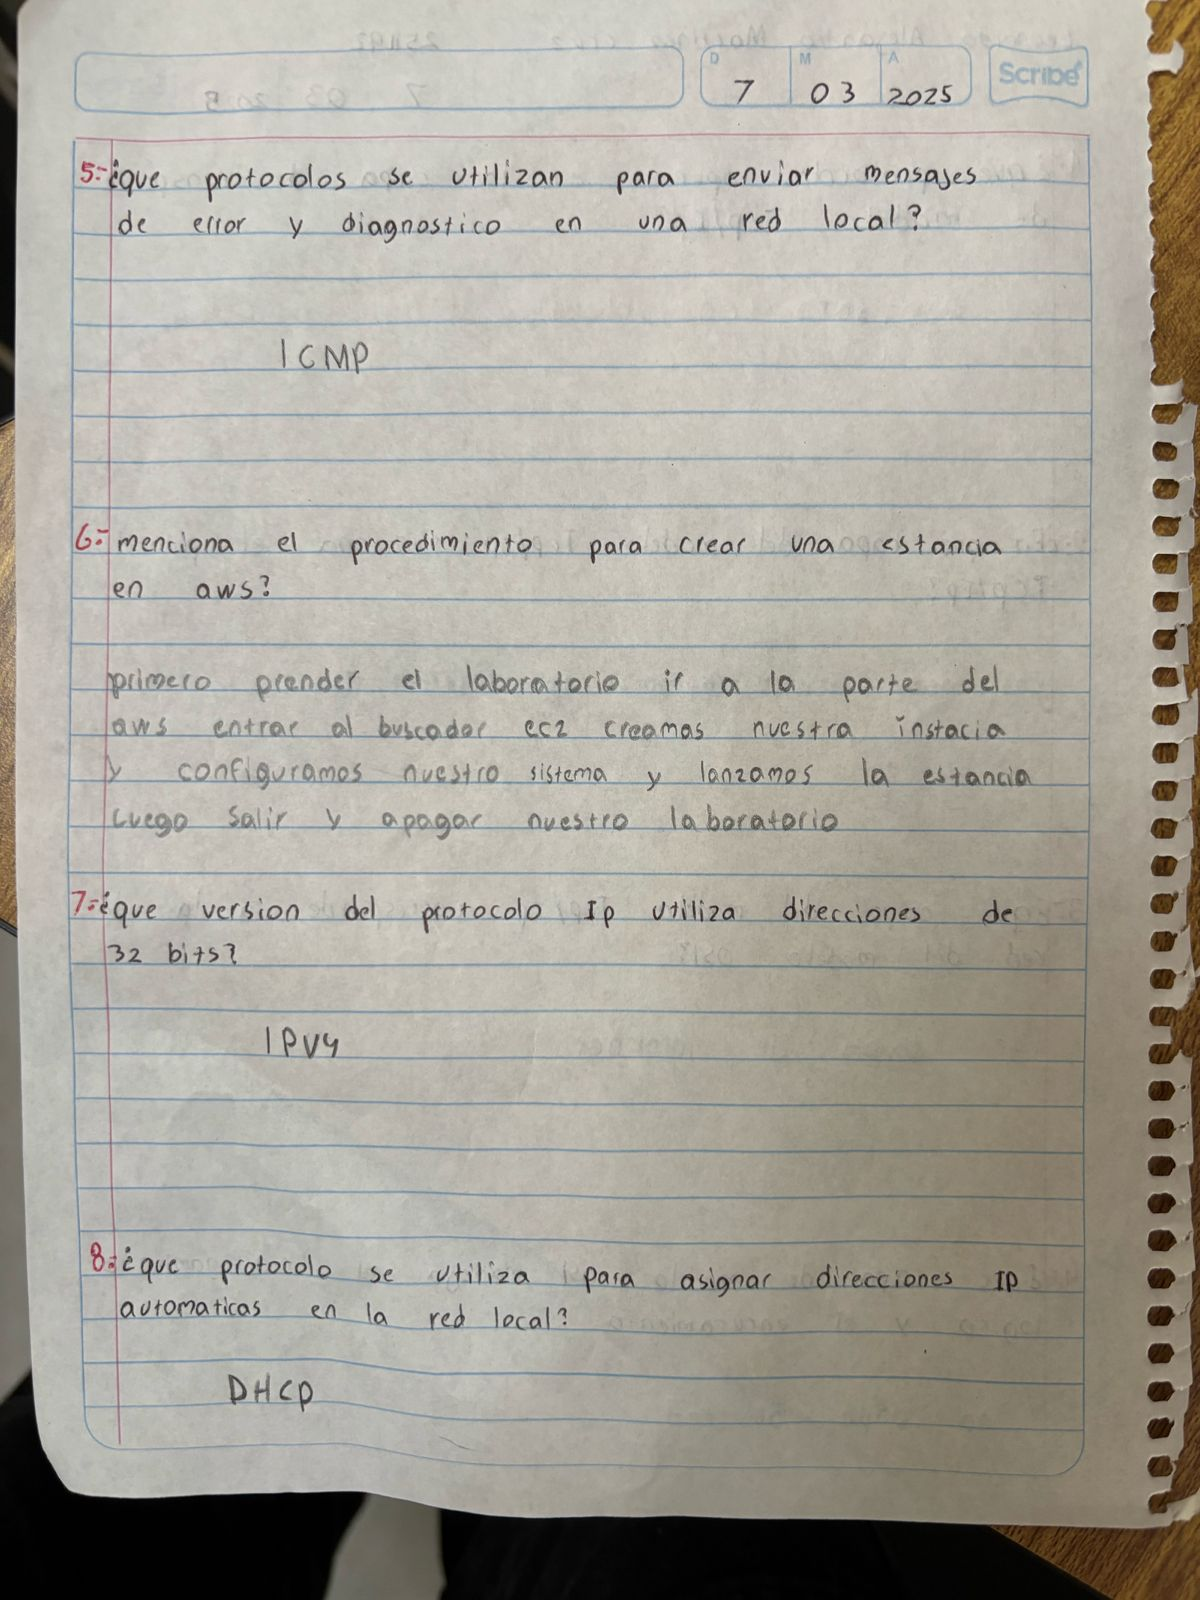 D 7 M 03 A 2025 Scribe
5=¿que protocolos se utilizan para enviar mensajes
de error y diagnostico en una red local?
ICMP
6= menciona el procedimiento para crear una estancia
en aws?
primero prender el laboratorio ir a la parte del
aws entrar al buscador ec2 creamos nuestra instacia
y configuramos nuestro sistema y lanzamos la estancia
Luego salir y apagar nuestro laboratorio
7=¿que version del protocolo Ip utiliza direcciones de
32 bits?
IPV4
8=¿que protocolo se utiliza para asignar direcciones IP
automaticas en la red local?
DHCP